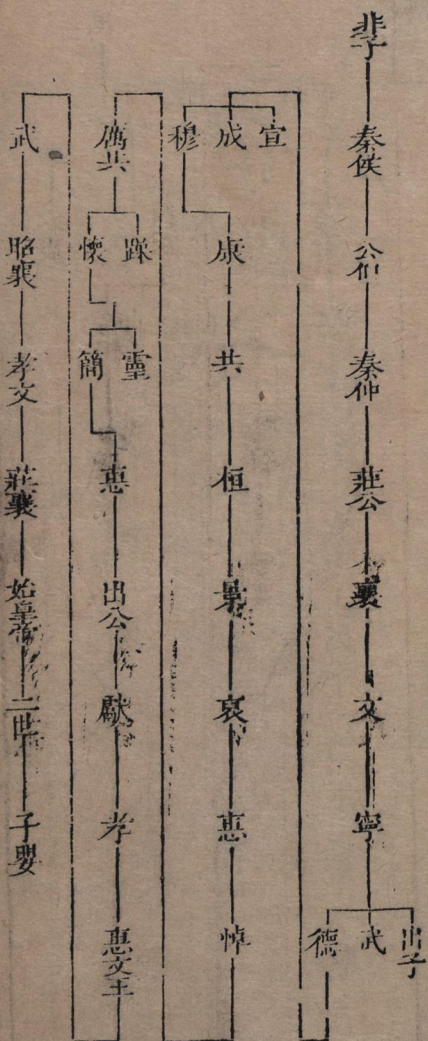 非子 秦侯 公伯 秦仲 莊公 襄 文 寧
出子 武 德
宣 成 穆
康 共 桓 景 哀 惠 悼
厲共
躁 懷
靈 簡
惠 出公 獻 孝 惠文王
武 昭襄 孝文 莊襄 始皇帝 二世 子嬰